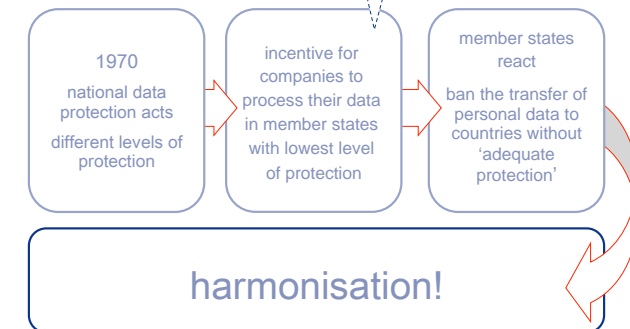 1970
national data
protection acts
different levels of
protection
incentive for
companies to
process their data
in member states
with lowest level
of protection
member states
react
ban the transfer of
personal data to
countries without
‘adequate
protection’
harmonisation!